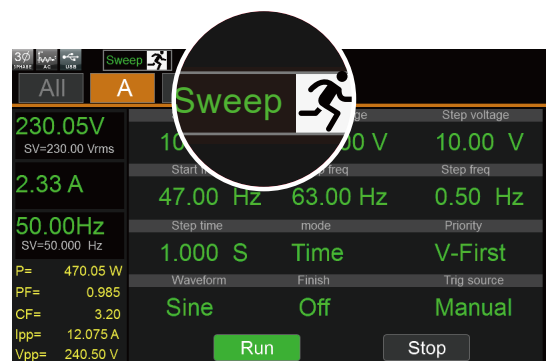 3Ø AC USB Sweep
3PHASE
Sweep
All A
230.05V
SV=230.00 Vrms
2.33 A
50.00Hz
SV=50.000 Hz
P= 470.05 W
PF= 0.985
CF= 3.20
Ipp= 12.075 A
Vpp= 240.50 V
Step voltage
10.00 V
Step freq
47.00 Hz 63.00 Hz 0.50 Hz
Step time mode Priority
1.000 S Time V-First
Waveform Finish Trig source
Sine Off Manual
Run Stop